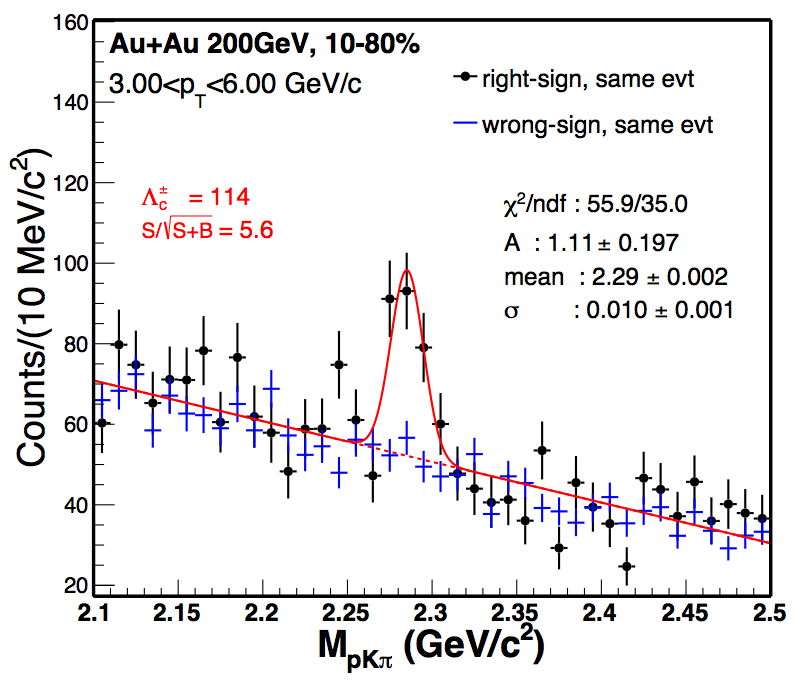 Au+Au 200GeV, 10-80%
3.00<p_T<6.00 GeV/c
right-sign, same evt
wrong-sign, same evt
Λ_c^± = 114
S/√S+B = 5.6
χ²/ndf : 55.9/35.0
A : 1.11 ± 0.197
mean : 2.29 ± 0.002
σ : 0.010 ± 0.001
Counts/(10 MeV/c²)
160
140
120
100
80
60
40
20
2.1 2.15 2.2 2.25 2.3 2.35 2.4 2.45 2.5
M_pKπ (GeV/c²)